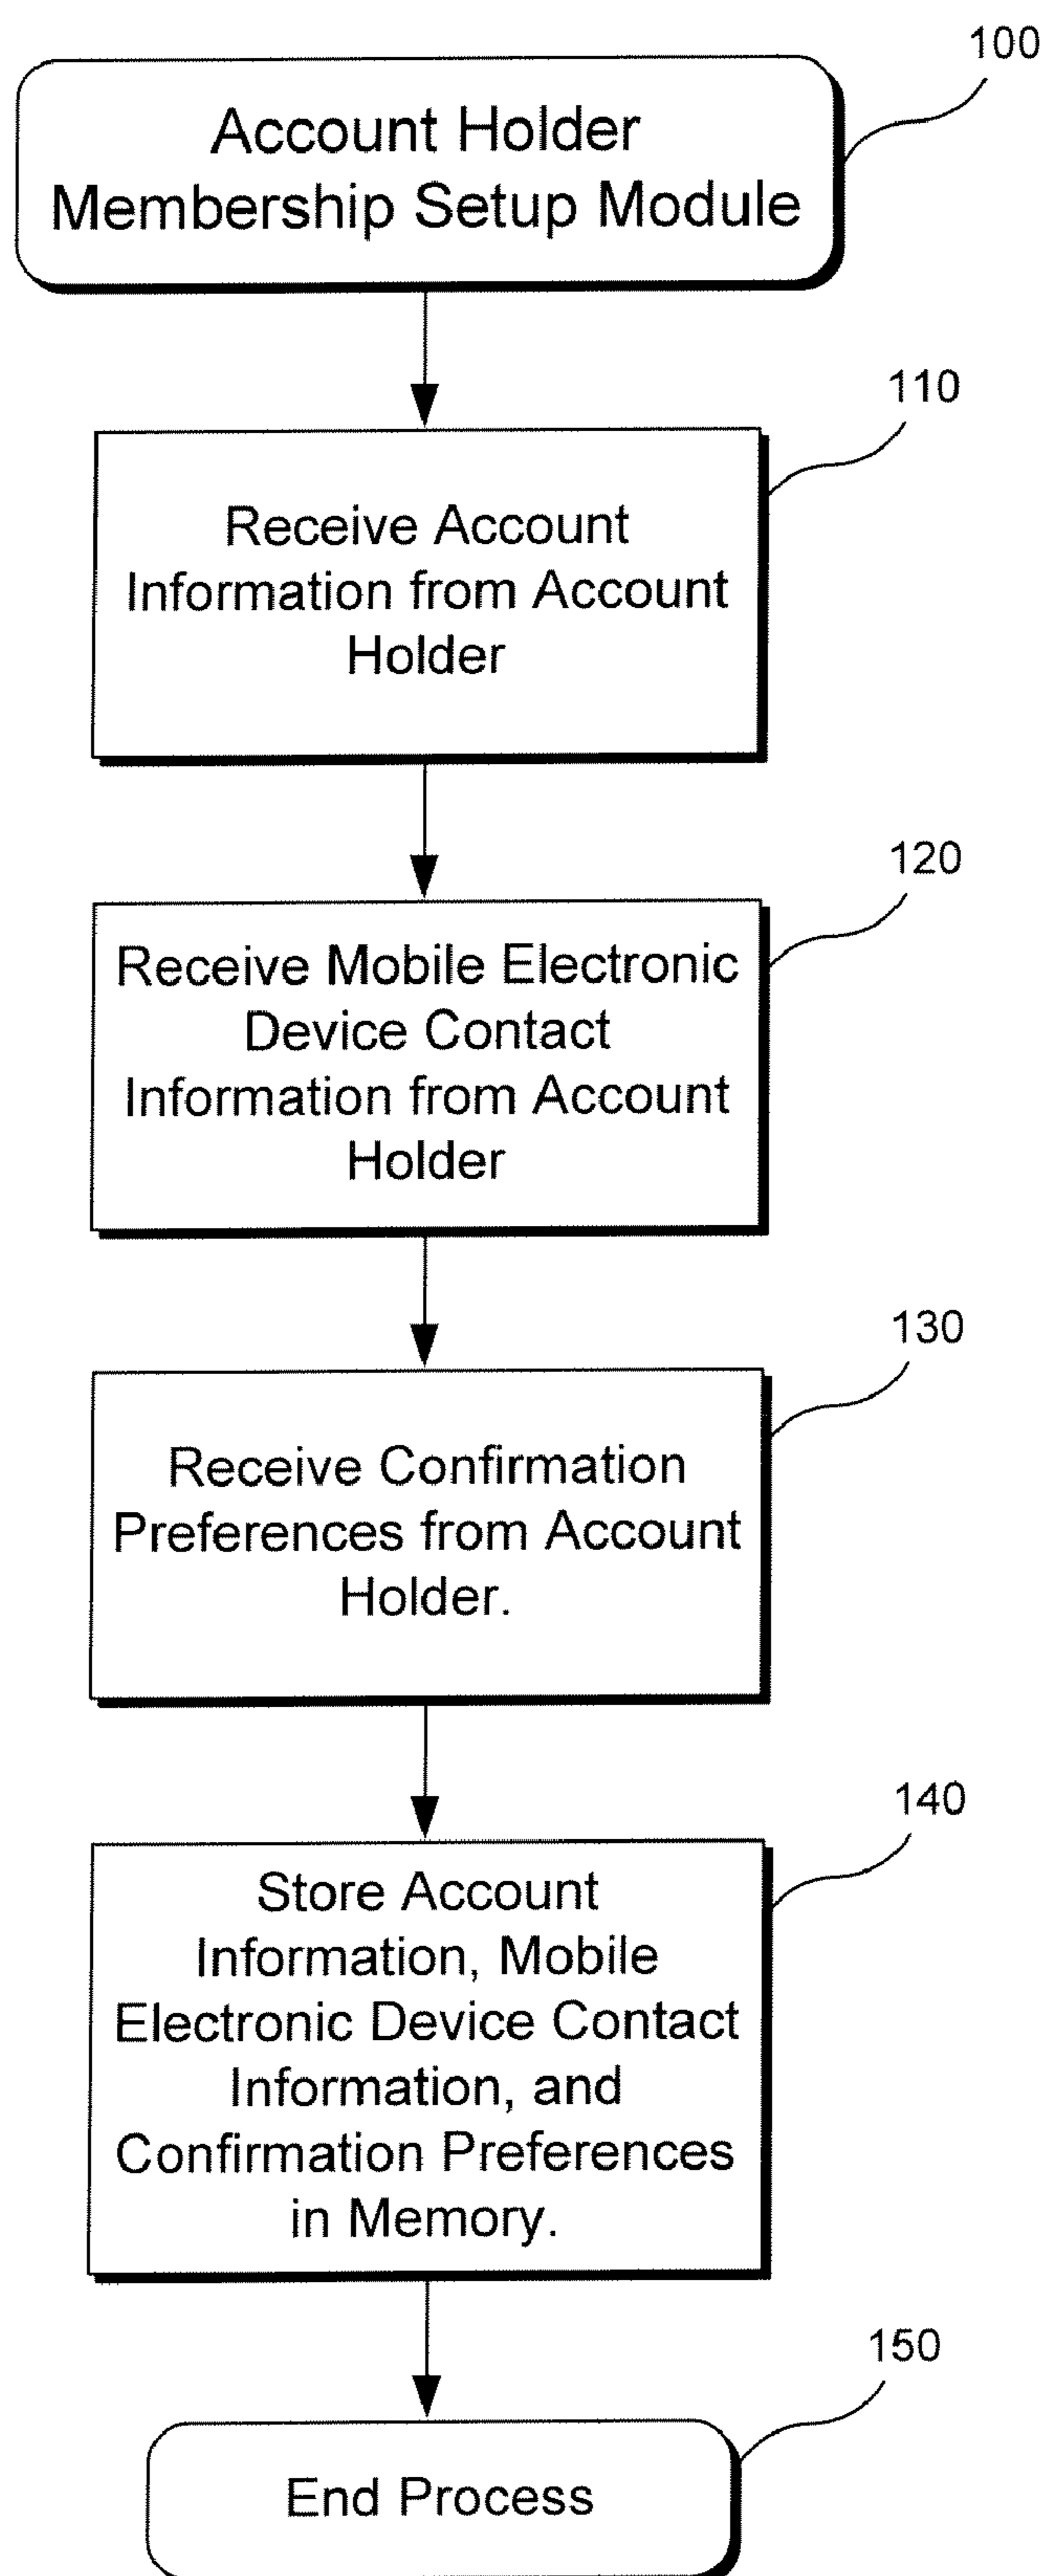 100
Account Holder
Membership Setup Module
110
Receive Account
Information from Account
Holder
120
Receive Mobile Electronic
Device Contact
Information from Account
Holder
130
Receive Confirmation
Preferences from Account
Holder.
140
Store Account
Information, Mobile
Electronic Device Contact
Information, and
Confirmation Preferences
in Memory.
150
End Process